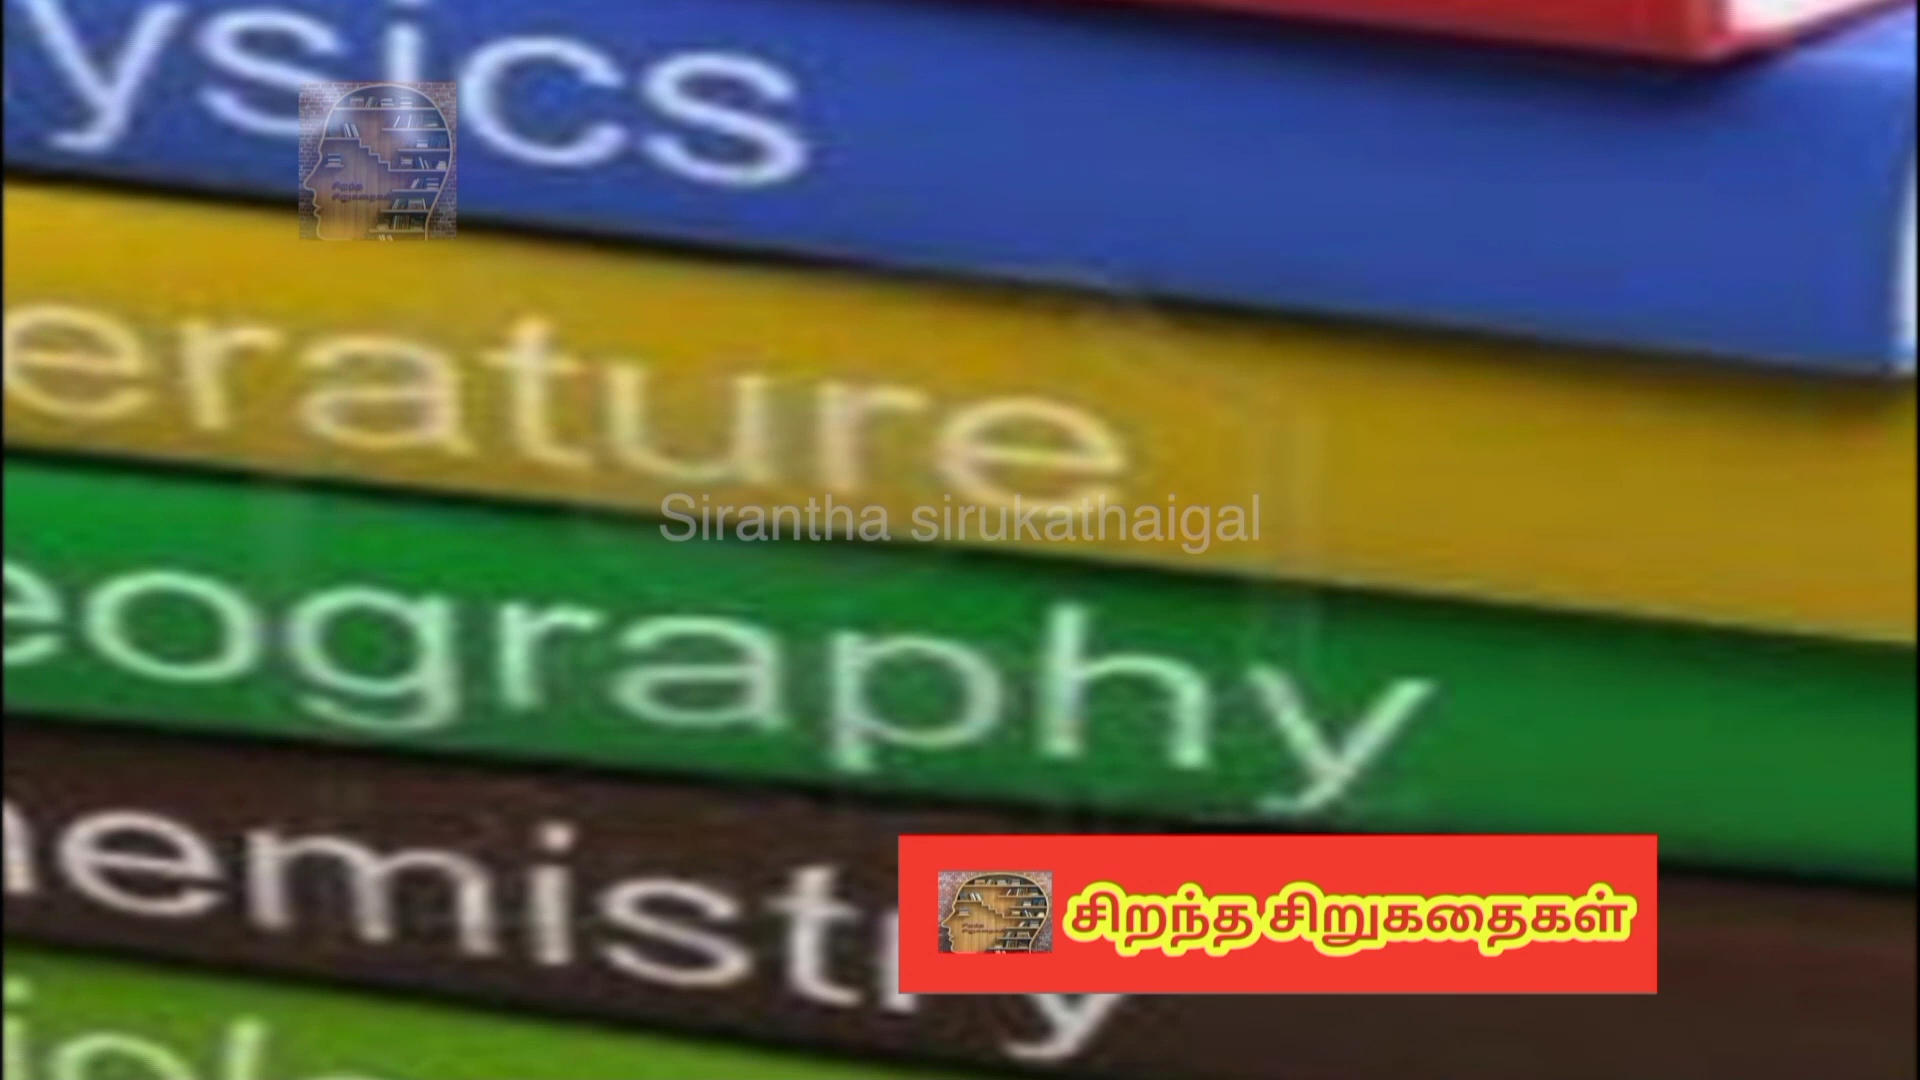 ysics
erature
Sirantha sirukathaigal
eography
emistry
சிறந்த சிறுகதைகள்